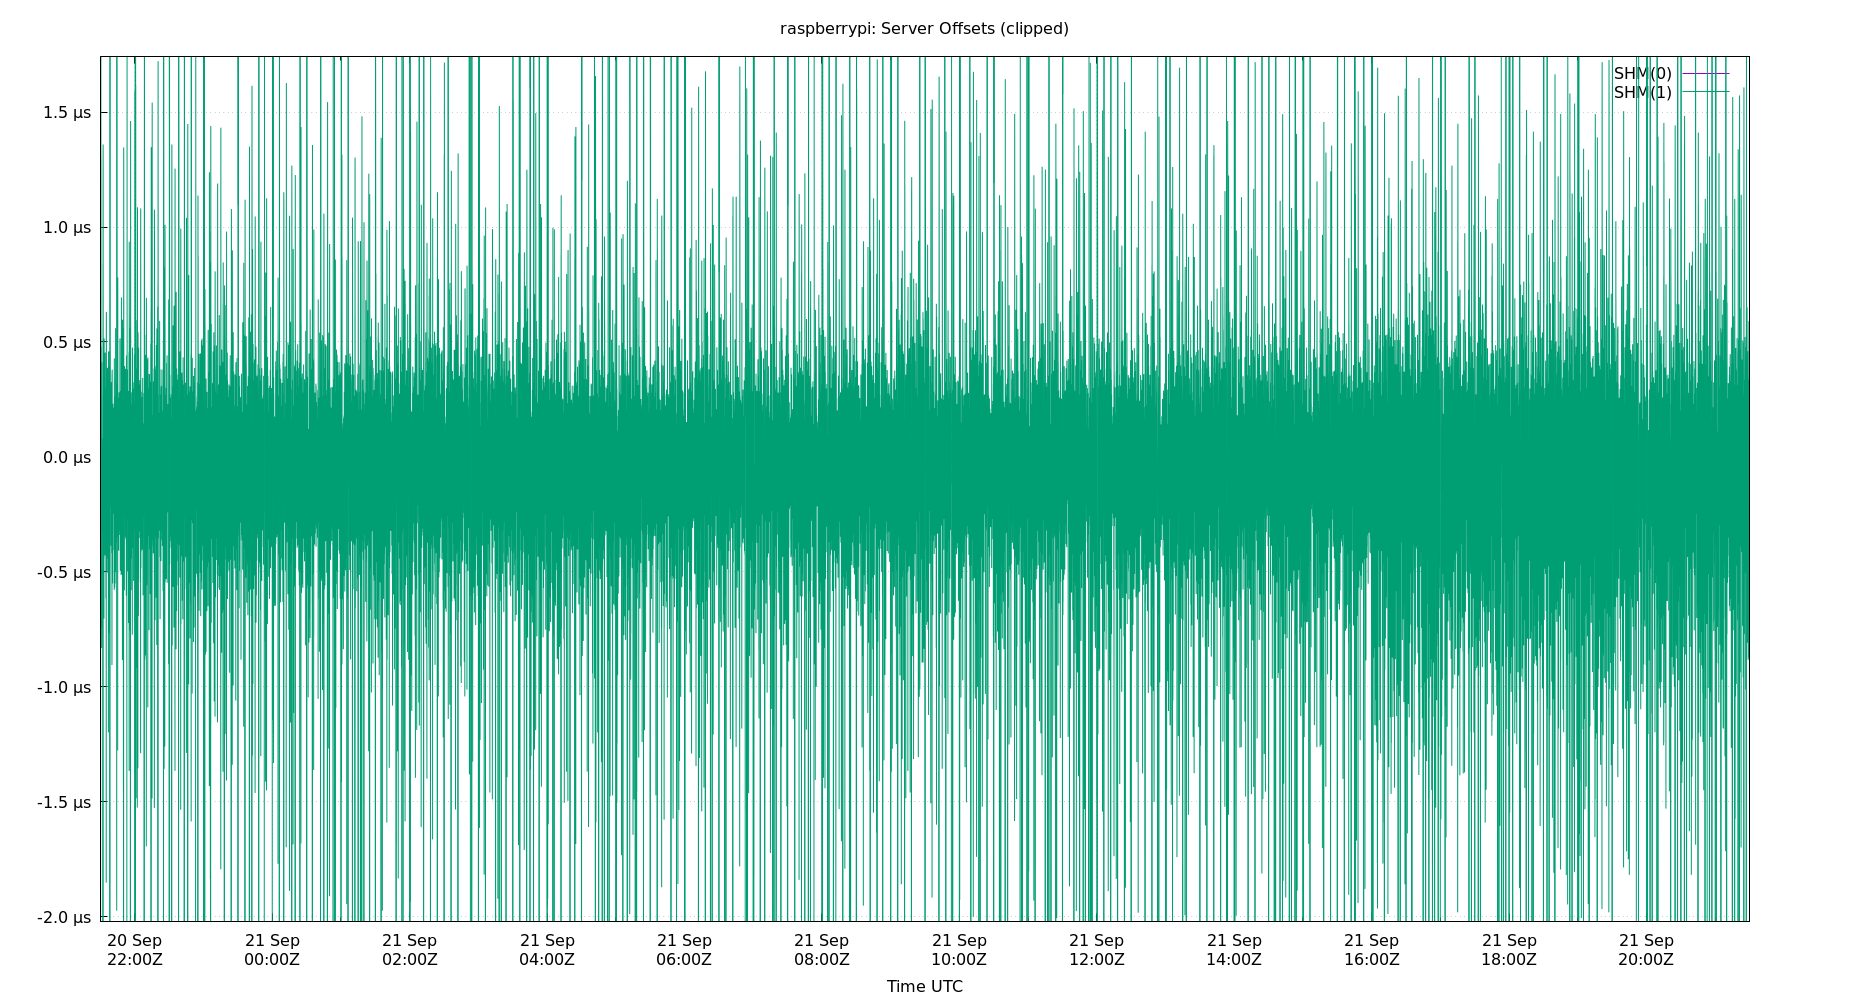 raspberrypi: Server Offsets (clipped)
SHM(0)
SHM(1)
1.5 µs
1.0 µs
0.5 µs
0.0 µs
-0.5 µs
-1.0 µs
-1.5 µs
-2.0 µs
20 Sep 21 Sep 21 Sep 21 Sep 21 Sep 21 Sep 21 Sep 21 Sep 21 Sep 21 Sep 21 Sep 21 Sep
22:00Z 00:00Z 02:00Z 04:00Z 06:00Z 08:00Z 10:00Z 12:00Z 14:00Z 16:00Z 18:00Z 20:00Z
Time UTC